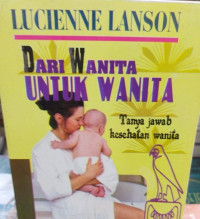 LUCIENNE LANSON
DARI WANITA
UNTUK WANITA
Tanya jawab
kesehatan wanita